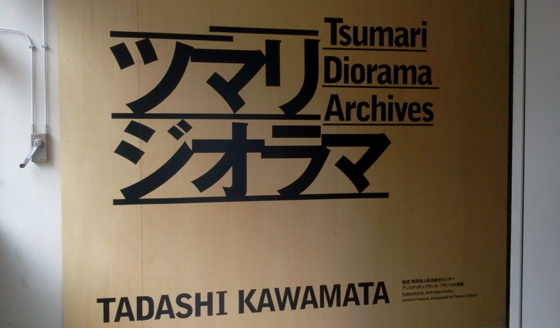 ツマリ
ジオラマ
Tsumari
Diorama
Archives
TADASHI KAWAMATA